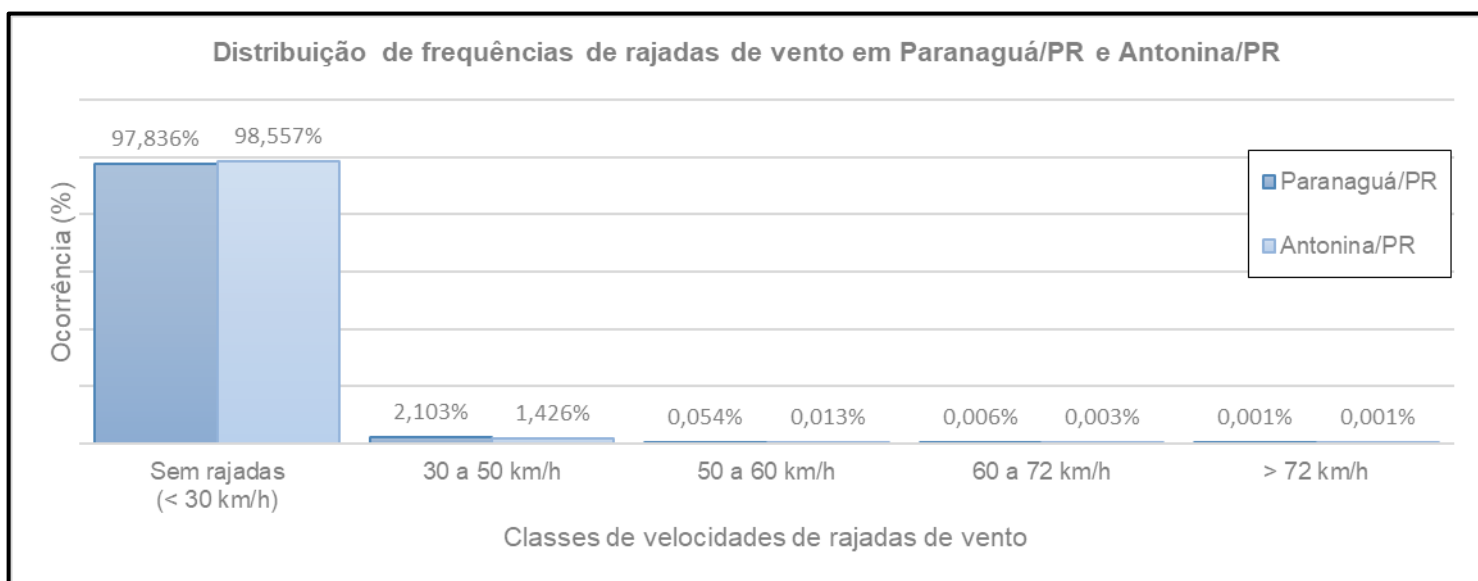 Distribuição de frequências de rajadas de vento em Paranaguá/PR e Antonina/PR
97,836%
98,557%
Paranaguá/PR
Antonina/PR
Ocorrência (%)
2,103%
1,426%
0,054%
0,013%
0,006%
0,003%
0,001%
0,001%
Sem rajadas
(< 30 km/h)
30 a 50 km/h
50 a 60 km/h
60 a 72 km/h
> 72 km/h
Classes de velocidades de rajadas de vento